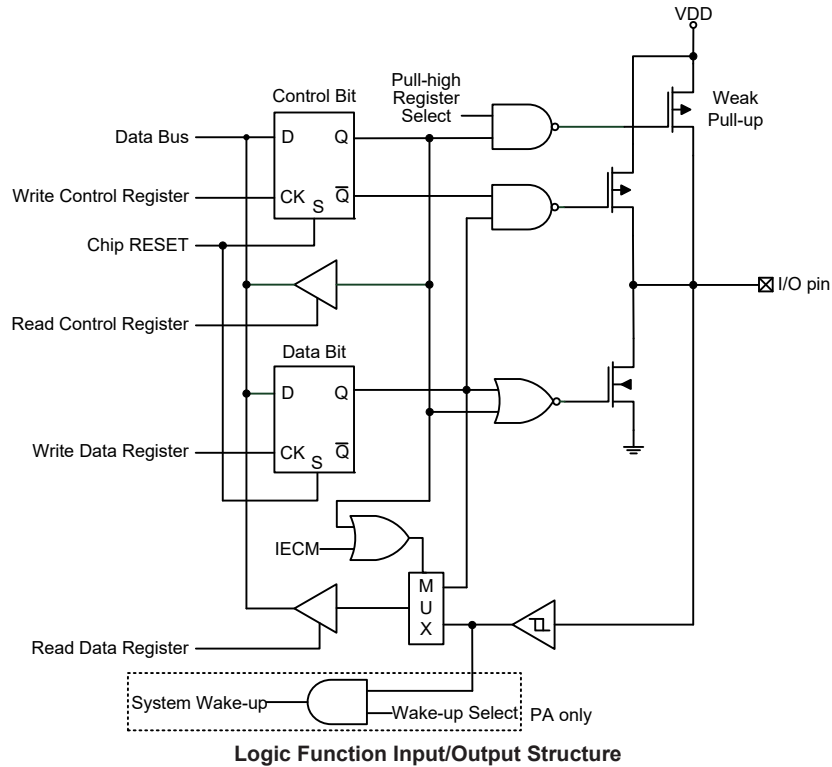 VDD
Pull-high
Register
Select
Weak
Pull-up
Control Bit
Data Bus
D
Q
Write Control Register
CK
S
Q̅
Chip RESET
I/O pin
Read Control Register
Data Bit
D
Q
Write Data Register
CK
S
Q̅
IECM
M
U
X
Read Data Register
System Wake-up
Wake-up Select
PA only
Logic Function Input/Output Structure